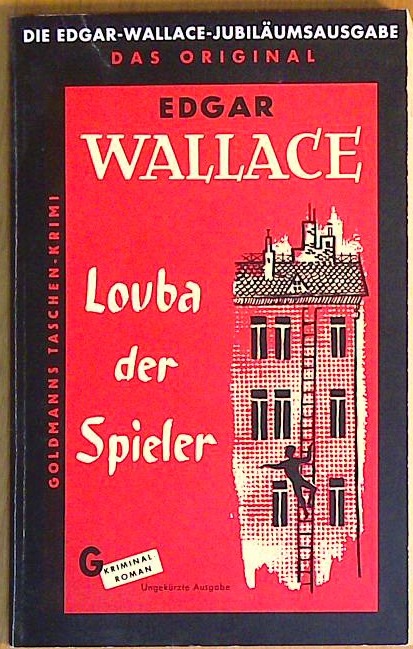 DIE EDGAR-WALLACE-JUBILÄUMSAUSGABE
DAS ORIGINAL
EDGAR
WALLACE
GOLDMANNS TASCHEN-KRIMI
Louba
der
Spieler
G
KRIMINAL
ROMAN
Ungekürzte Ausgabe